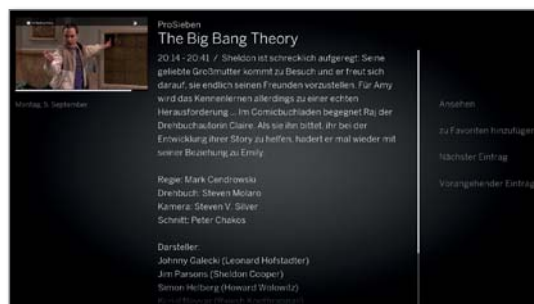 ProSieben
The Big Bang Theory
20:14 - 20:41 / Sheldon ist schrecklich aufgeregt: Seine
geliebte Großmutter kommt zu Besuch und er freut sich
darauf, sie endlich seinen Freunden vorzustellen. Für Amy
wird das Kennenlernen allerdings zu einer echten
Herausforderung ... Im Comicbuchladen begegnet Raj der
Drehbuchautorin Claire. Als sie ihn bittet, ihr bei der
Entwicklung ihrer Story zu helfen, hadert er mal wieder mit
seiner Beziehung zu Emily.
Regie: Mark Cendrowski
Drehbuch: Steven Molaro
Kamera: Steven V. Silver
Schnitt: Peter Chakos
Darsteller:
Johnny Galecki (Leonard Hofstadter)
Jim Parsons (Sheldon Cooper)
Simon Helberg (Howard Wolowitz)
Montag, 5. September
Ansehen
zu Favoriten hinzufügen
Nächster Eintrag
Vorangehender Eintrag